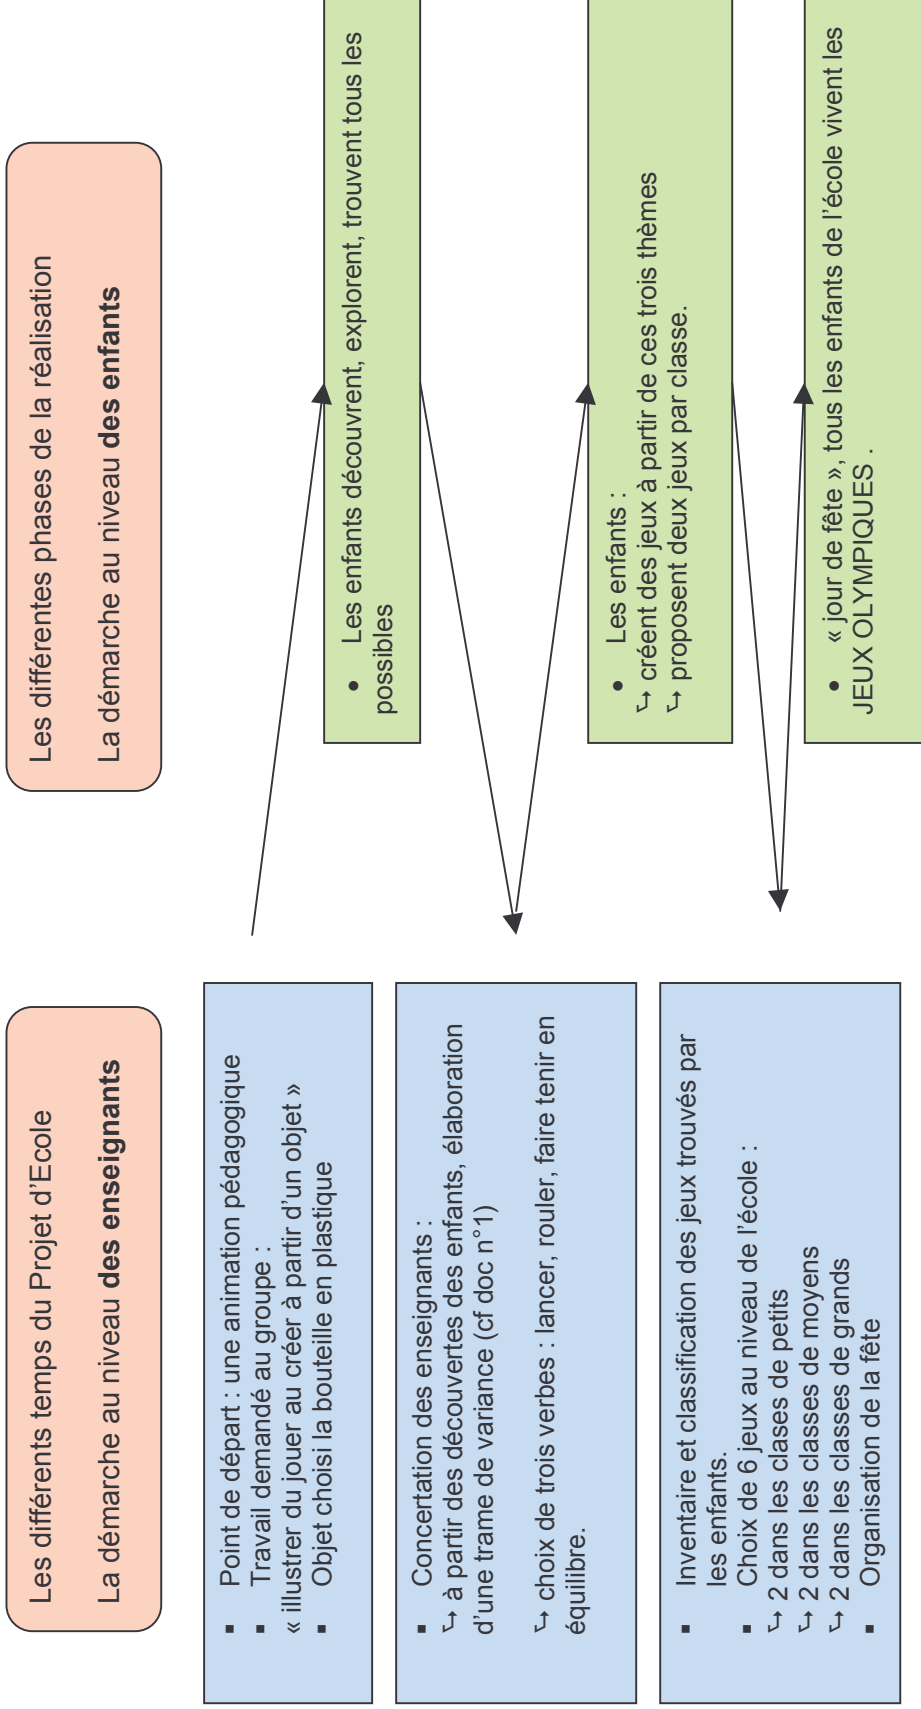 Les différents temps du Projet d'Ecole
La démarche au niveau des enseignants
Les différentes phases de la réalisation
La démarche au niveau des enfants
▪ Point de départ : une animation pédagogique
▪ Travail demandé au groupe :
« illustrer du jouer au créer à partir d'un objet »
▪ Objet choisi la bouteille en plastique
• Les enfants découvrent, explorent, trouvent tous les
possibles
▪ Concertation des enseignants :
↪ à partir des découvertes des enfants, élaboration
d'une trame de variance (cf doc n°1)
↪ choix de trois verbes : lancer, rouler, faire tenir en
équilibre.
• Les enfants :
↪ créent des jeux à partir de ces trois thèmes
↪ proposent deux jeux par classe.
▪ Inventaire et classification des jeux trouvés par
les enfants.
▪ Choix de 6 jeux au niveau de l'école :
↪ 2 dans les clases de petits
↪ 2 dans les classes de moyens
↪ 2 dans les classes de grands
▪ Organisation de la fête
• « jour de fête », tous les enfants de l'école vivent les
JEUX OLYMPIQUES .